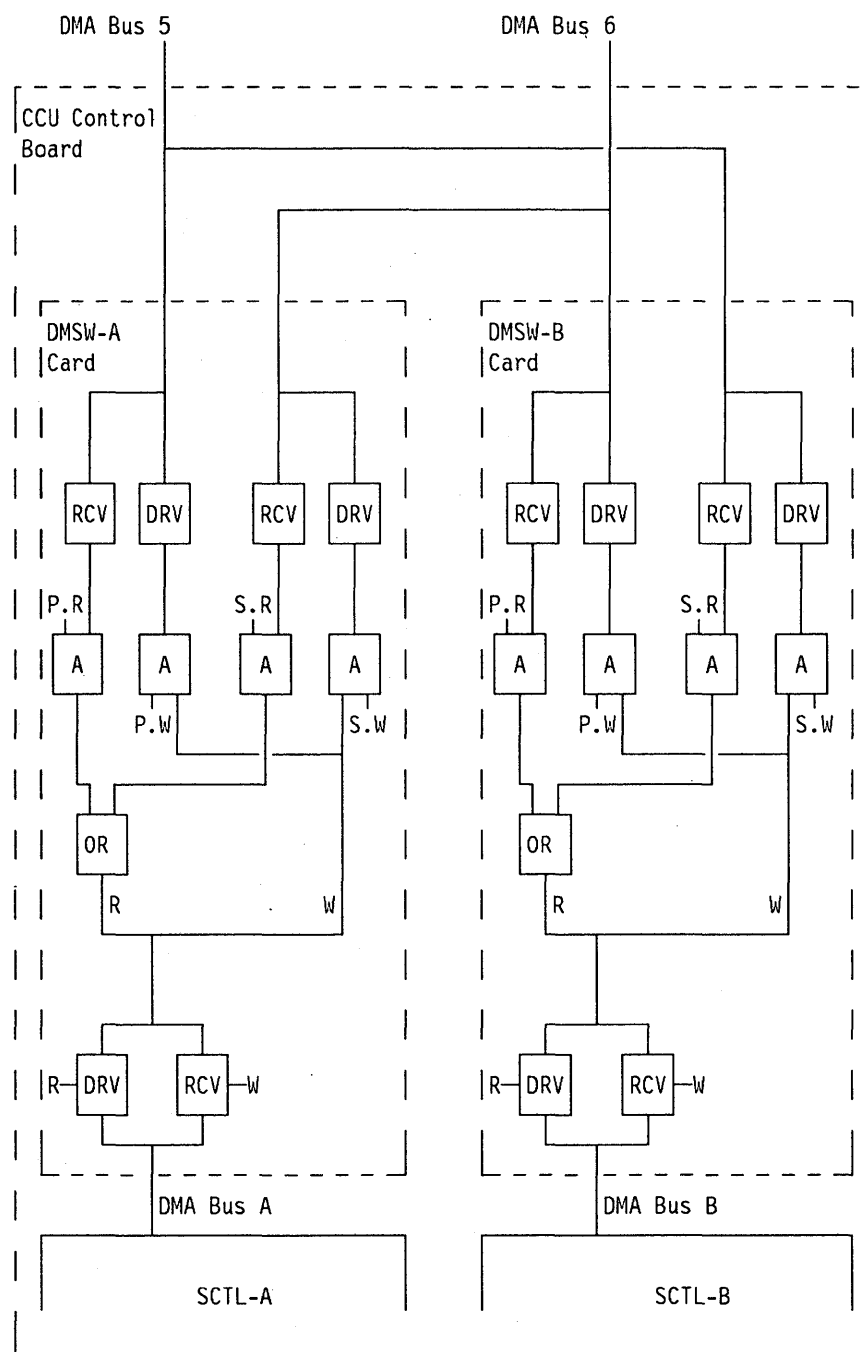 DMA Bus 5 DMA Bus 6
CCU Control
Board
DMSW-A DMSW-B
Card Card
RCV DRV RCV DRV RCV DRV RCV DRV
P.R S.R P.R S.R
A A A A A A A A
P.W S.W P.W S.W
OR OR
R W R W
R DRV RCV W R DRV RCV W
DMA Bus A DMA Bus B
SCTL-A SCTL-B